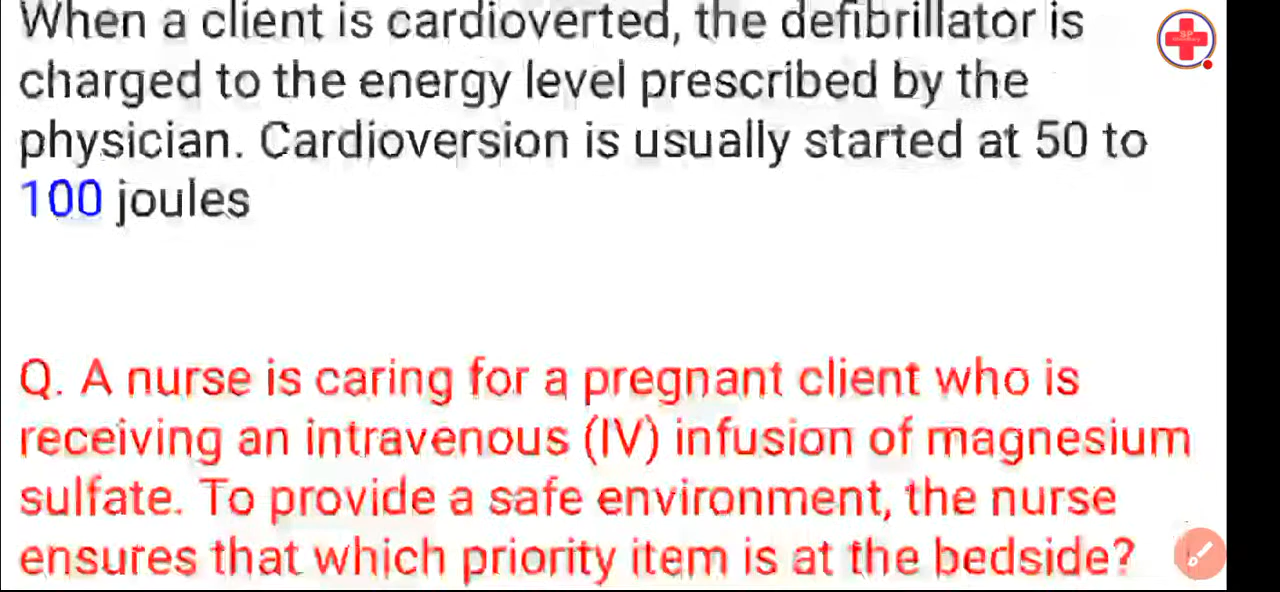 When a client is cardioverted, the defibrillator is
charged to the energy level prescribed by the
physician. Cardioversion is usually started at 50 to
100 joules
Q. A nurse is caring for a pregnant client who is
receiving an intravenous (IV) infusion of magnesium
sulfate. To provide a safe environment, the nurse
ensures that which priority item is at the bedside?
SP